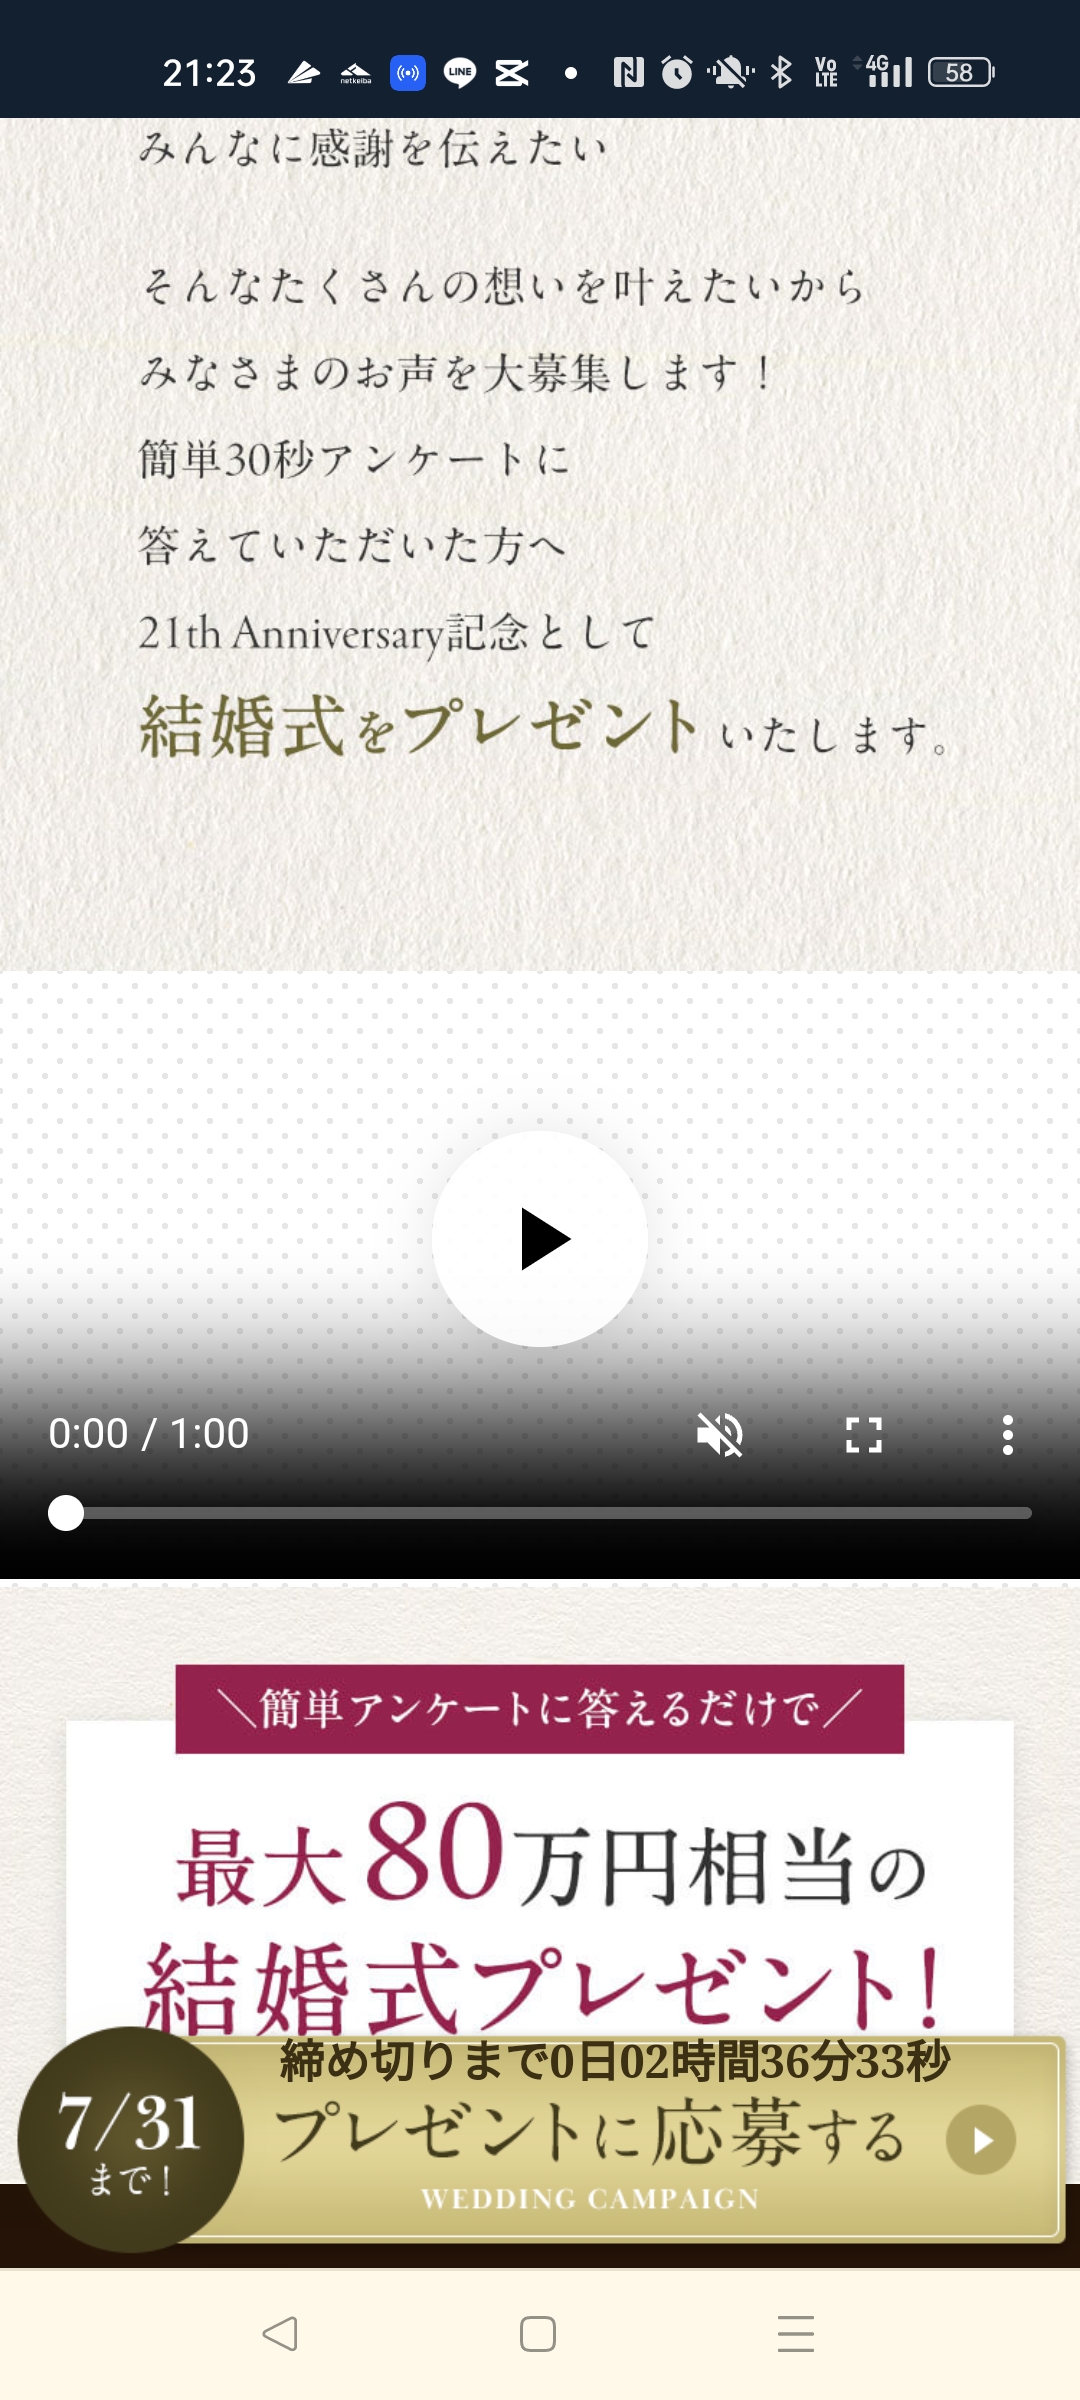 21:23
netkeiba
LINE
Vo
LTE
4G
58
みんなに感謝を伝えたい
そんなたくさんの想いを叶えたいから
みなさまのお声を大募集します！
簡単30秒アンケートに
答えていただいた方へ
21th Anniversary記念として
結婚式をプレゼントいたします。
0:00 / 1:00
＼簡単アンケートに答えるだけで／
最大80万円相当の
結婚式プレゼント!
締め切りまで0日02時間36分33秒
7/31
まで！
プレゼントに応募する
WEDDING CAMPAIGN